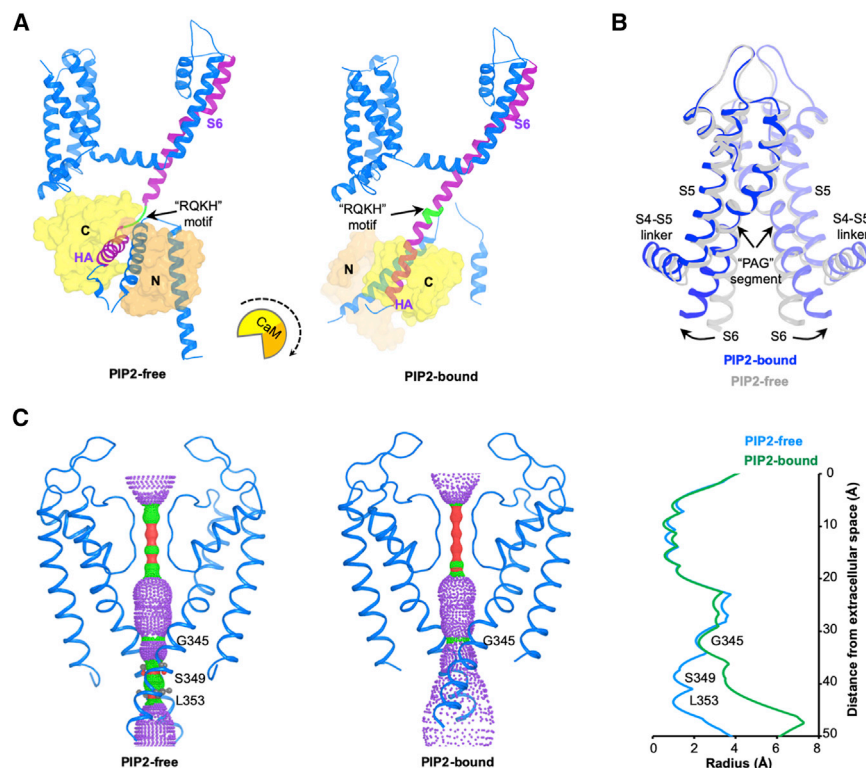 A
S6
"RQKH"
motif
C
HA
N
PIP2-free
CaM
S6
"RQKH"
motif
N
C
HA
PIP2-bound
B
S5
S5
S4-S5
linker
S4-S5
linker
"PAG"
segment
S6
S6
PIP2-bound
PIP2-free
C
G345
S349
L353
PIP2-free
G345
PIP2-bound
PIP2-free
PIP2-bound
0
10
20
30
40
50
G345
S349
L353
0 2 4 6 8
Radius (Å)
Distance from extracellular space (Å)